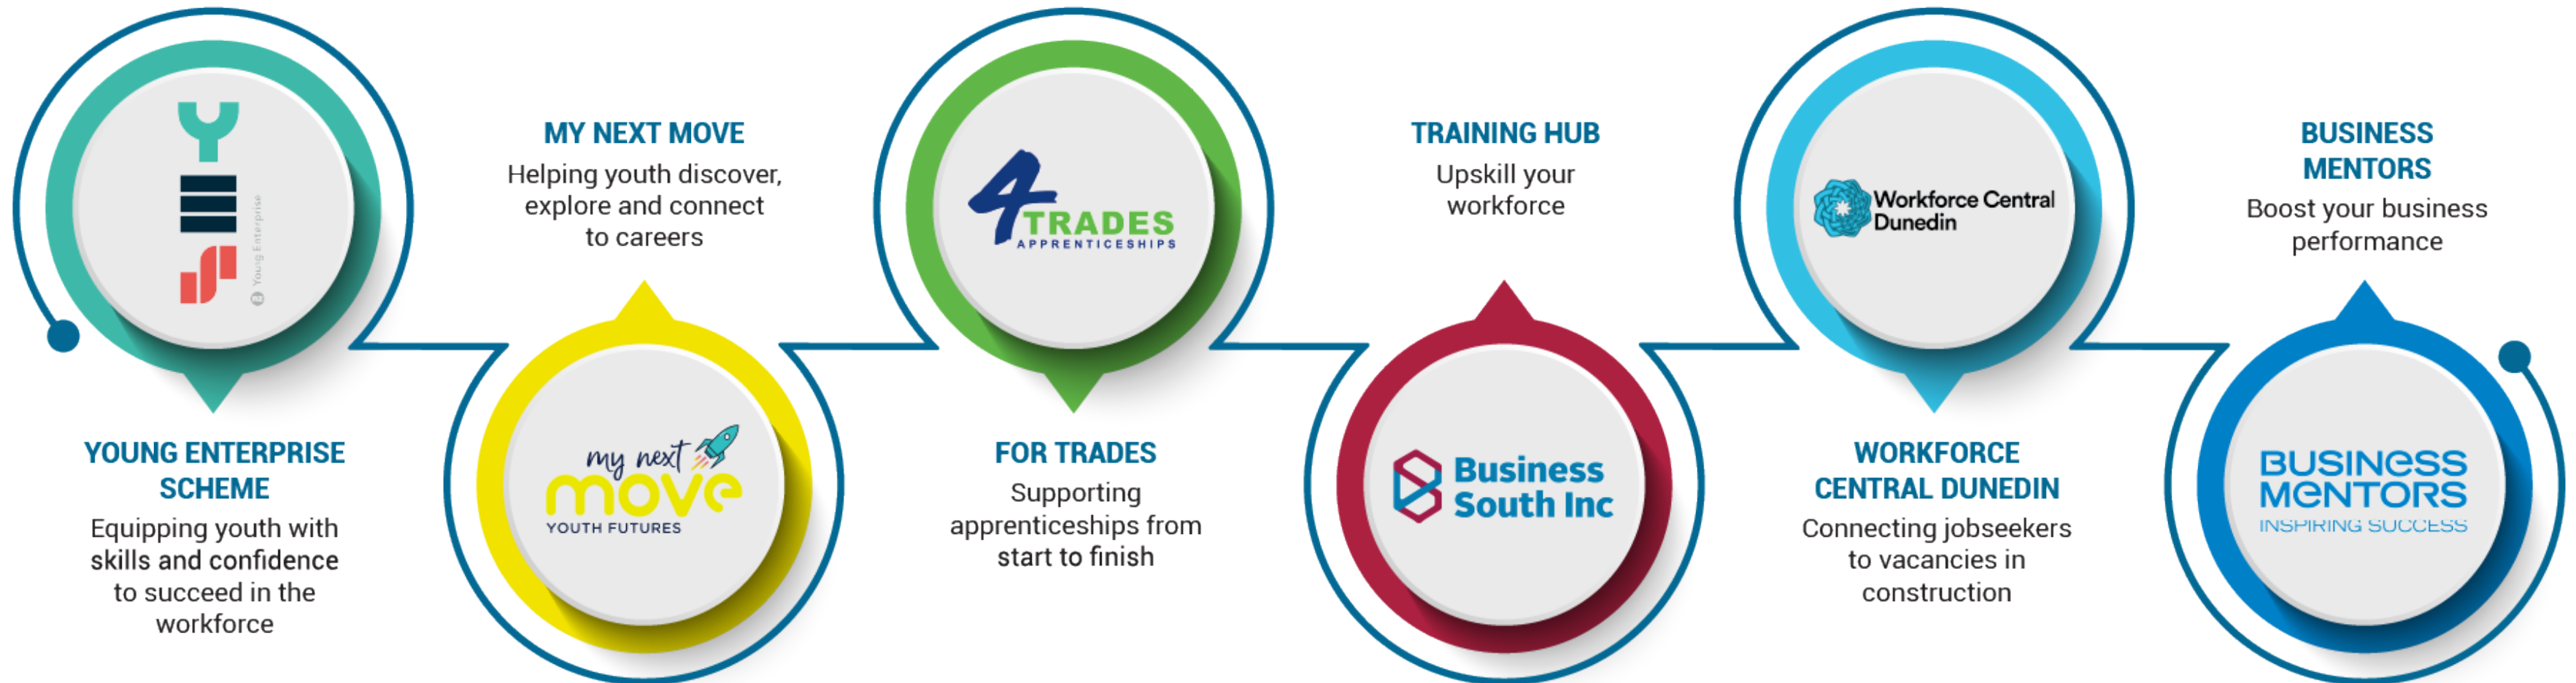 YES
Young Enterprise
YOUNG ENTERPRISE
SCHEME
Equipping youth with
skills and confidence
to succeed in the
workforce
MY NEXT MOVE
Helping youth discover,
explore and connect
to careers
my next
move
YOUTH FUTURES
4
TRADES
APPRENTICESHIPS
FOR TRADES
Supporting
apprenticeships from
start to finish
TRAINING HUB
Upskill your
workforce
Business
South Inc
Workforce Central
Dunedin
WORKFORCE
CENTRAL DUNEDIN
Connecting jobseekers
to vacancies in
construction
BUSINESS
MENTORS
Boost your business
performance
BUSINESS
MENTORS
INSPIRING SUCCESS